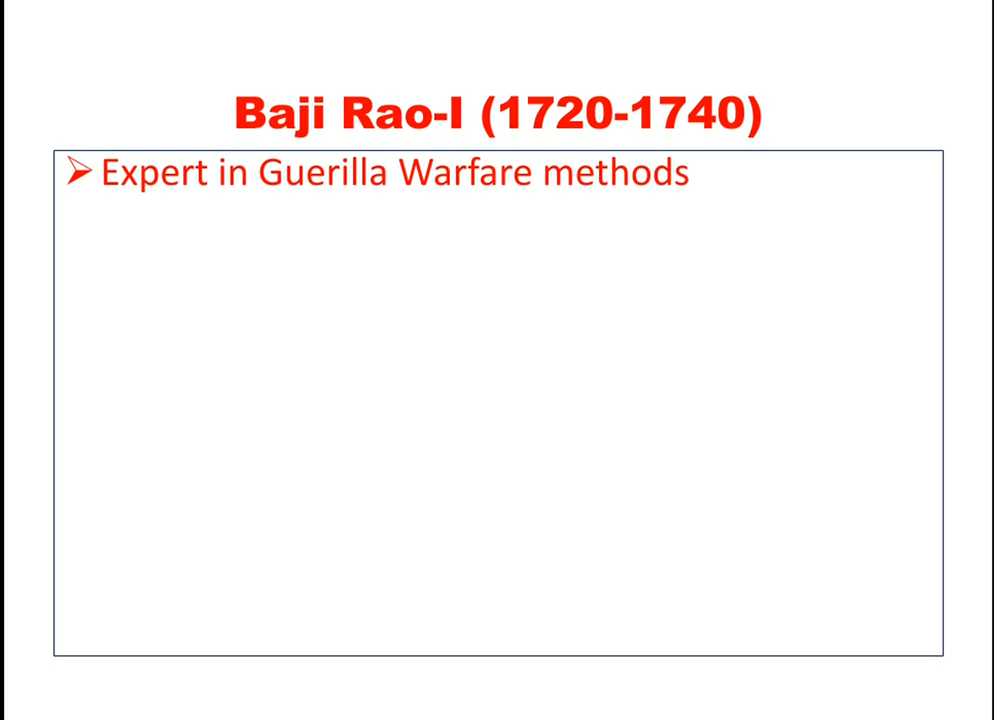 Baji Rao-I (1720-1740)
➢ Expert in Guerilla Warfare methods